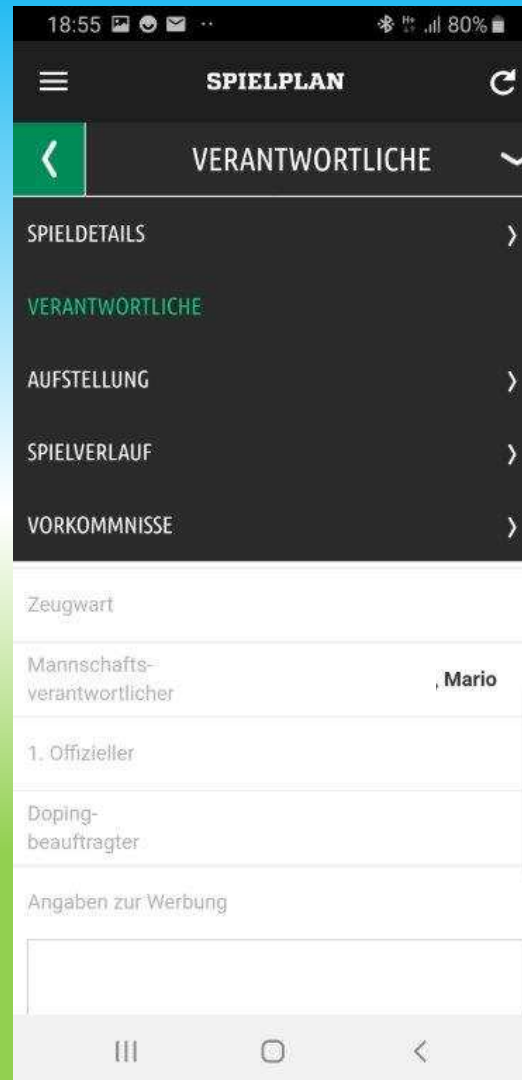 18:55 80%
SPIELPLAN
VERANTWORTLICHE
SPIELDETAILS
VERANTWORTLICHE
AUFSTELLUNG
SPIELVERLAUF
VORKOMMNISSE
Zeugwart
Mannschafts-
verantwortlicher , Mario
1. Offizieller
Doping-
beauftragter
Angaben zur Werbung